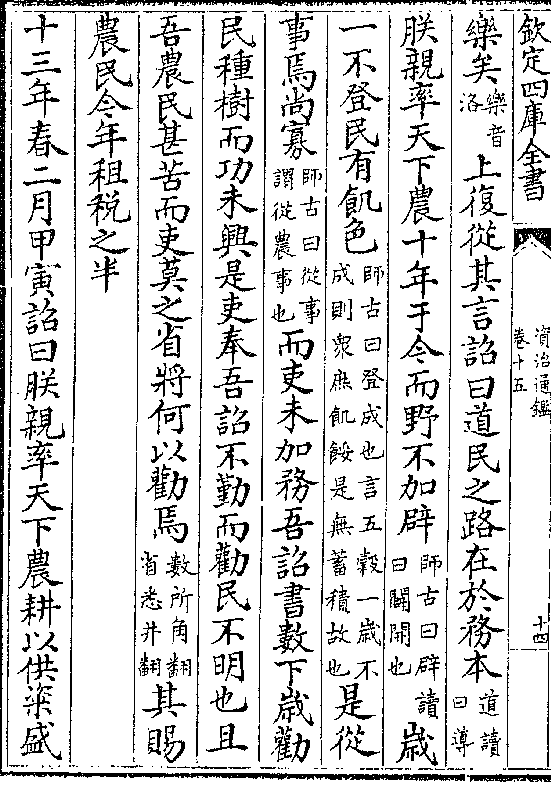 欽定四庫全書
資治通鑑
卷十五
十四
樂矣樂音洛上復從其言詔曰道民之路在於務本道讀曰導
朕親率天下農十年于今而野不加辟師古曰辟讀曰闢開也歲
一不登民有飢色師古曰登成也言五穀一歲不成則衆庶飢餒是無蓄積故也是從
事焉尚寡師古曰從事謂從農事也而吏未加務吾詔書數下歲勸
民種樹而功未興是吏奉吾詔不勤而勸民不明也且
吾農民甚苦而吏莫之省將何以勸焉數所角翻省悉井翻其賜
農民今年租税之半
十三年春二月甲寅詔曰朕親率天下農耕以供粢盛